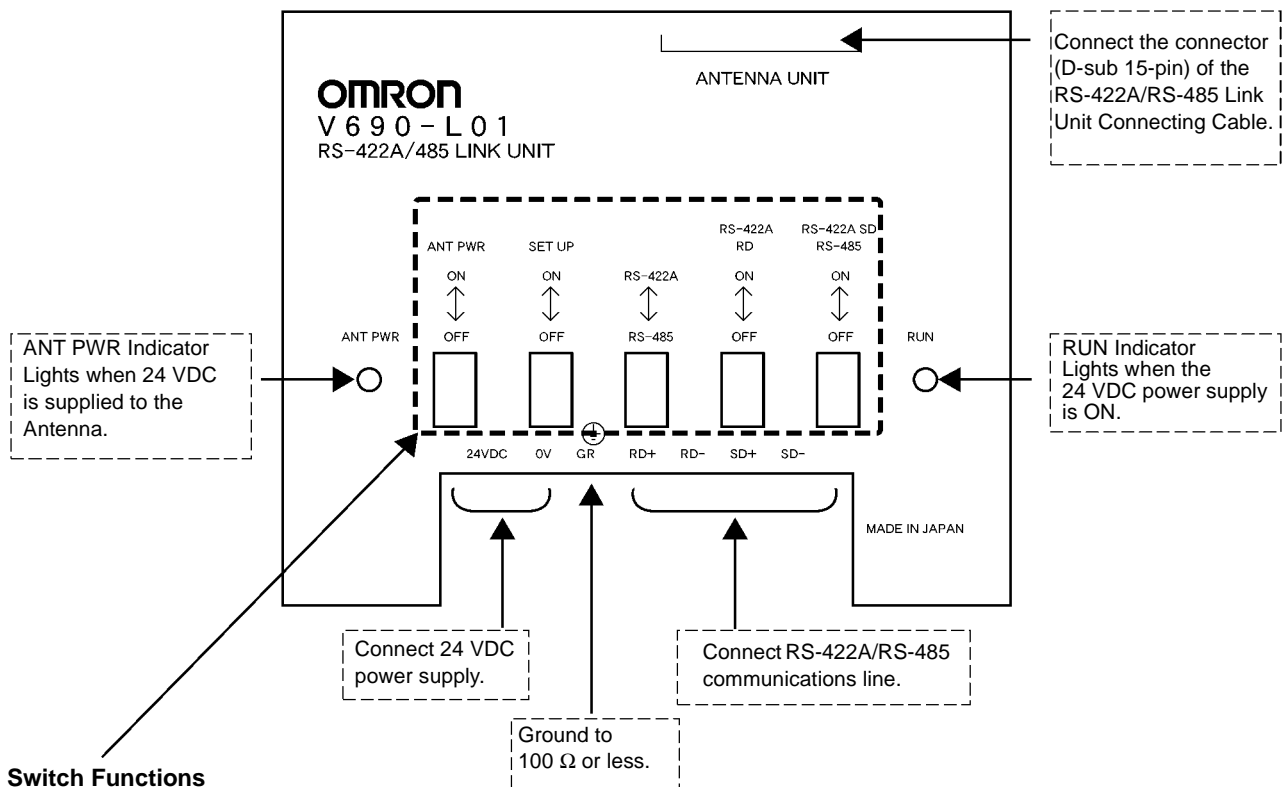 Connect the connector
(D-sub 15-pin) of the
RS-422A/RS-485 Link
Unit Connecting Cable.
ANTENNA UNIT
OMRON
V690-L01
RS-422A/485 LINK UNIT
ANT PWR
ON
OFF
SET UP
ON
OFF
RS-422A
RS-485
RS-422A
RD
ON
OFF
RS-422A SD
RS-485
ON
OFF
ANT PWR
RUN
ANT PWR Indicator
Lights when 24 VDC
is supplied to the
Antenna.
RUN Indicator
Lights when the
24 VDC power supply
is ON.
24VDC 0V GR RD+ RD- SD+ SD-
MADE IN JAPAN
Connect 24 VDC
power supply.
Connect RS-422A/RS-485
communications line.
Ground to
100 Ω or less.
Switch Functions